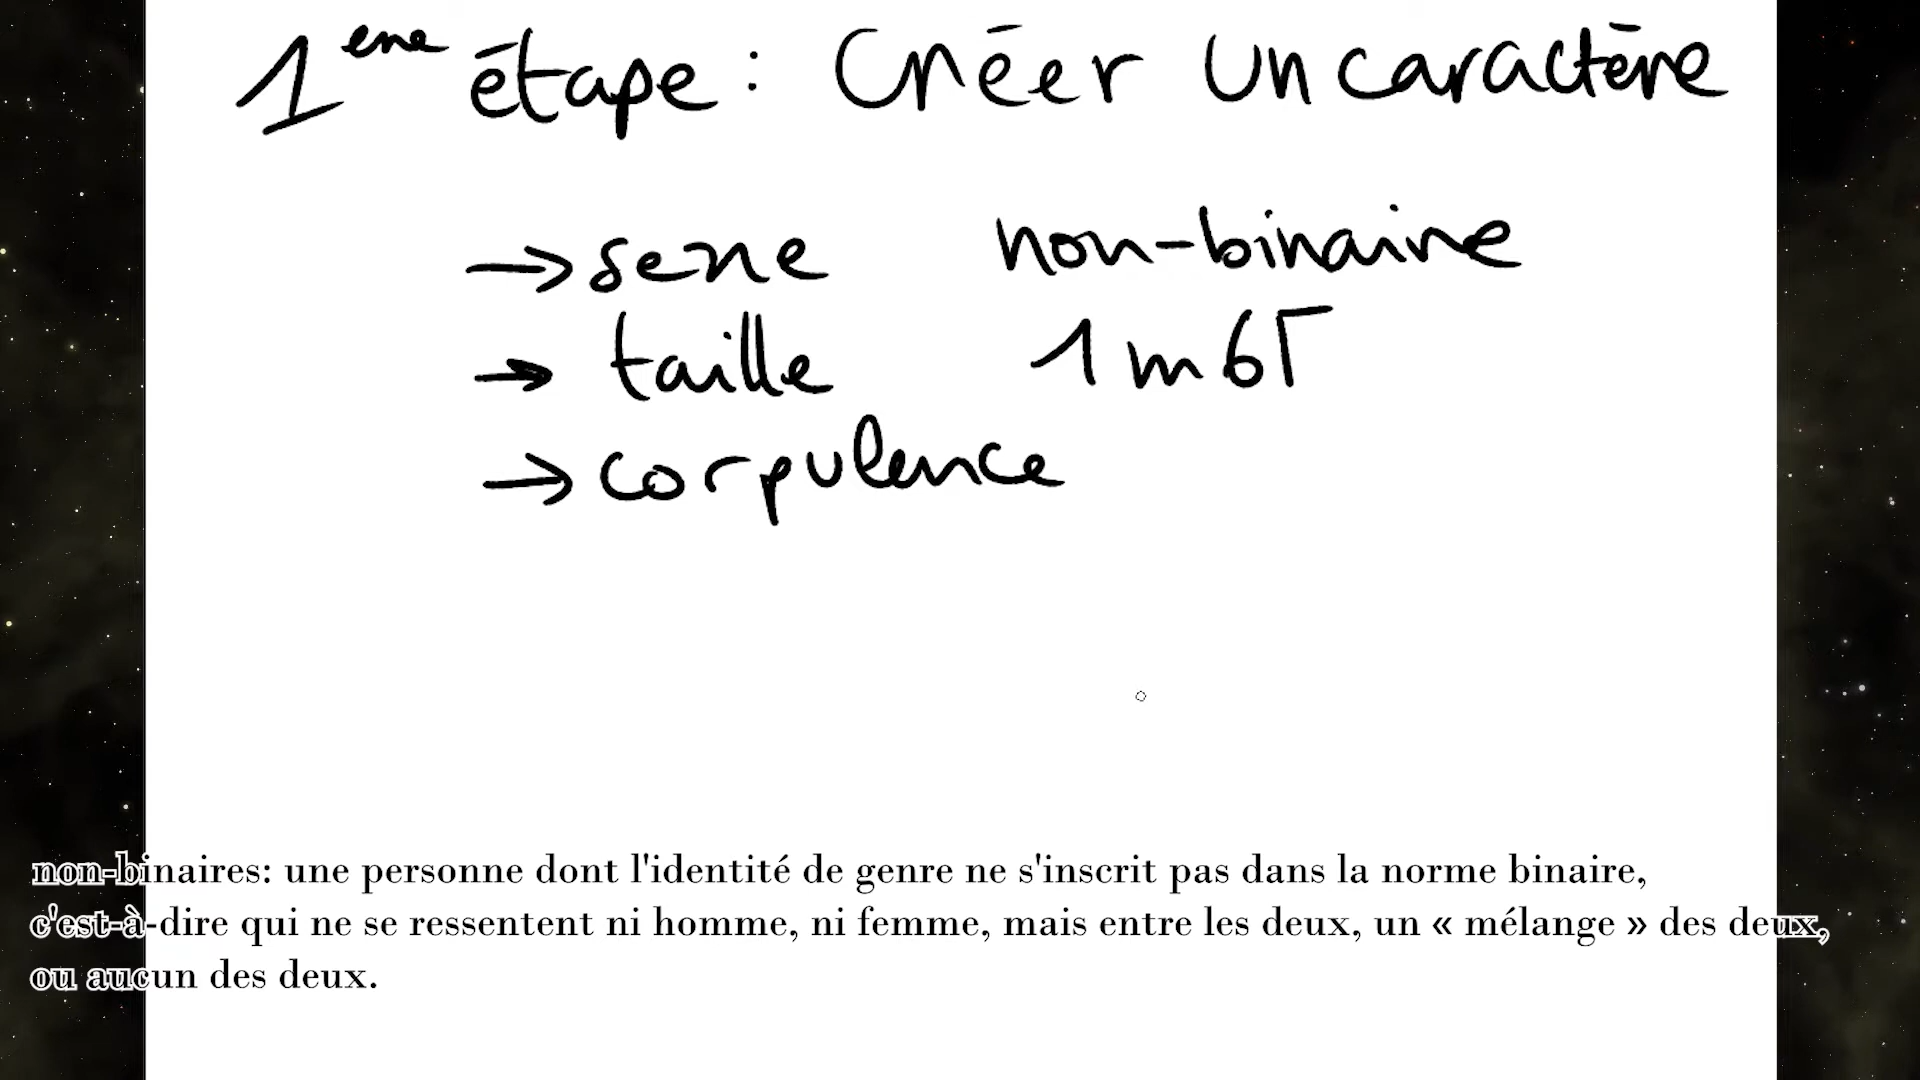 1ere étape : Créer un caractère
→ sexe non-binaire
→ taille 1m65
→ corpulence
non-binaires: une personne dont l'identité de genre ne s'inscrit pas dans la norme binaire,
c'est-à-dire qui ne se ressentent ni homme, ni femme, mais entre les deux, un « mélange » des deux,
ou aucun des deux.